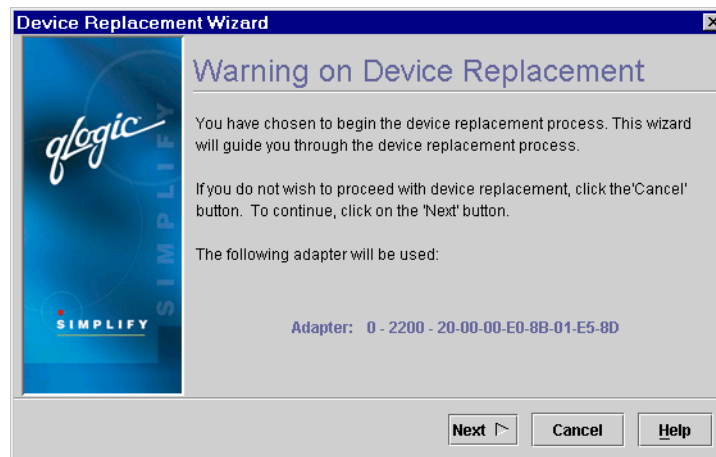 Device Replacement Wizard
qlogic
SIMPLIFY
SIMPLIFY
Warning on Device Replacement
You have chosen to begin the device replacement process. This wizard
will guide you through the device replacement process.
If you do not wish to proceed with device replacement, click the'Cancel'
button. To continue, click on the 'Next' button.
The following adapter will be used:
Adapter: 0 - 2200 - 20-00-00-E0-8B-01-E5-8D
Next
Cancel
Help